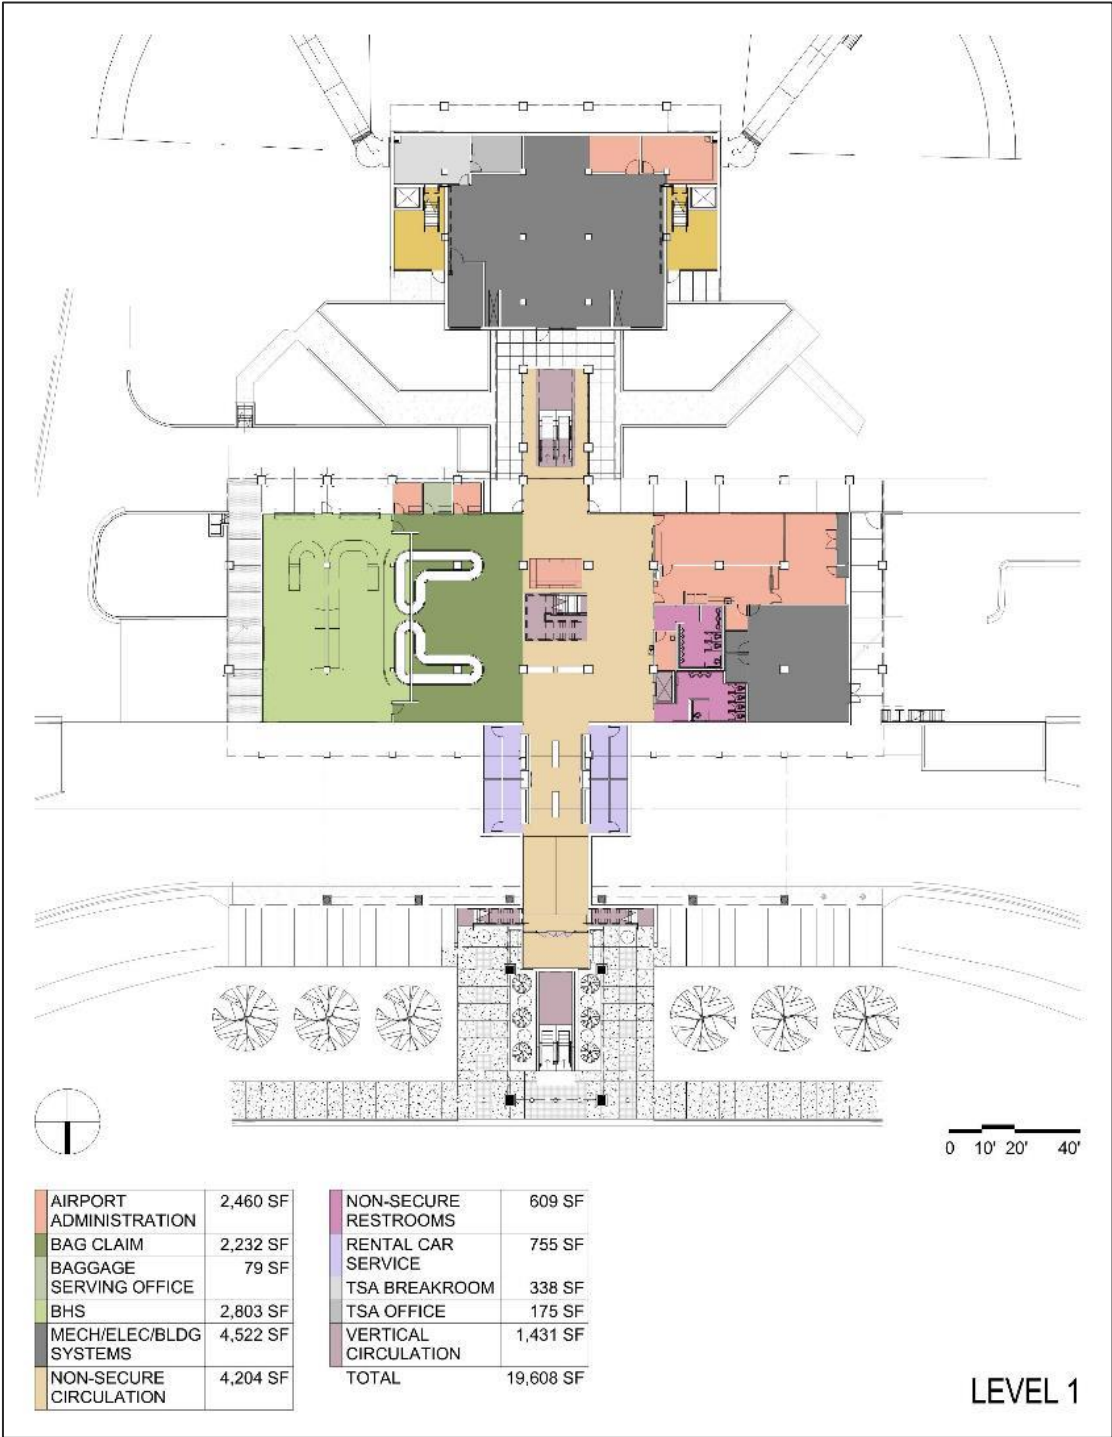 0 10' 20' 40'
AIRPORT 2,460 SF
ADMINISTRATION
BAG CLAIM 2,232 SF
BAGGAGE 79 SF
SERVING OFFICE
BHS 2,803 SF
MECH/ELEC/BLDG 4,522 SF
SYSTEMS
NON-SECURE 4,204 SF
CIRCULATION
NON-SECURE 609 SF
RESTROOMS
RENTAL CAR 755 SF
SERVICE
TSA BREAKROOM 338 SF
TSA OFFICE 175 SF
VERTICAL 1,431 SF
CIRCULATION
TOTAL 19,608 SF
LEVEL 1